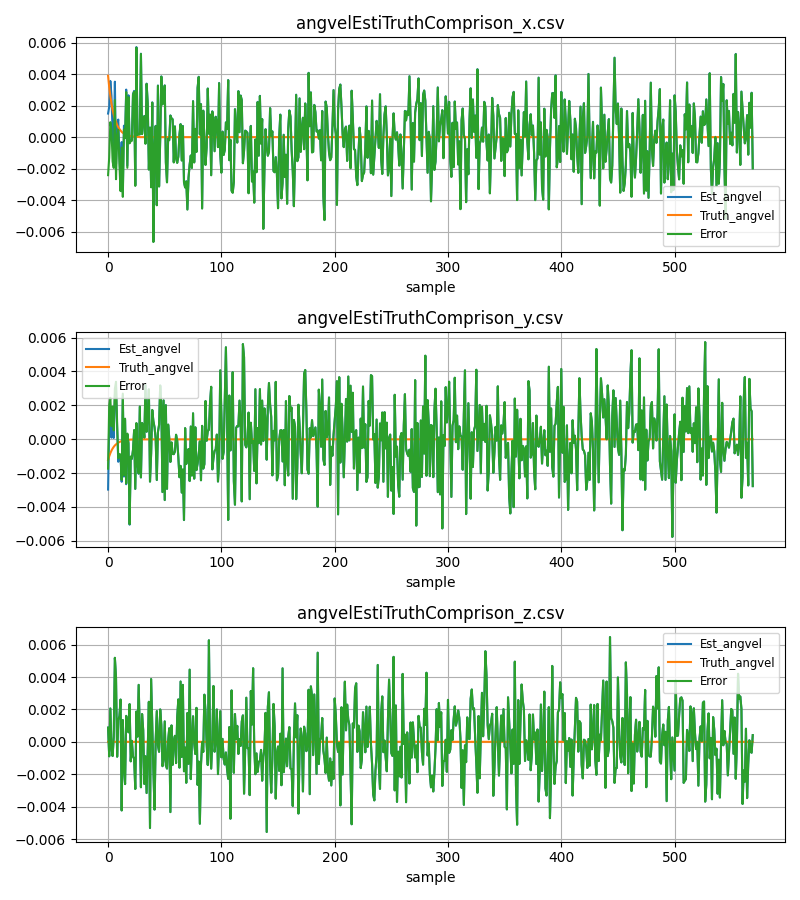 angvelEstiTruthComprison_x.csv
0.006
0.004
0.002
0.000
−0.002
−0.004
−0.006
Est_angvel
Truth_angvel
Error
0 100 200 300 400 500
sample
angvelEstiTruthComprison_y.csv
0.006
0.004
0.002
0.000
−0.002
−0.004
−0.006
Est_angvel
Truth_angvel
Error
0 100 200 300 400 500
sample
angvelEstiTruthComprison_z.csv
0.006
0.004
0.002
0.000
−0.002
−0.004
−0.006
Est_angvel
Truth_angvel
Error
0 100 200 300 400 500
sample